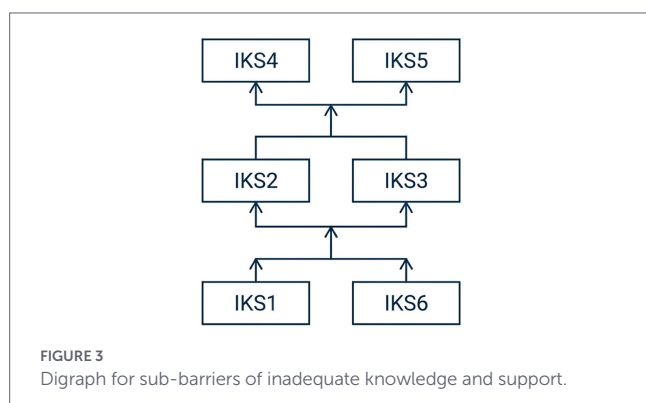 IKS4 IKS5
IKS2 IKS3
IKS1 IKS6
FIGURE 3
Digraph for sub-barriers of inadequate knowledge and support.